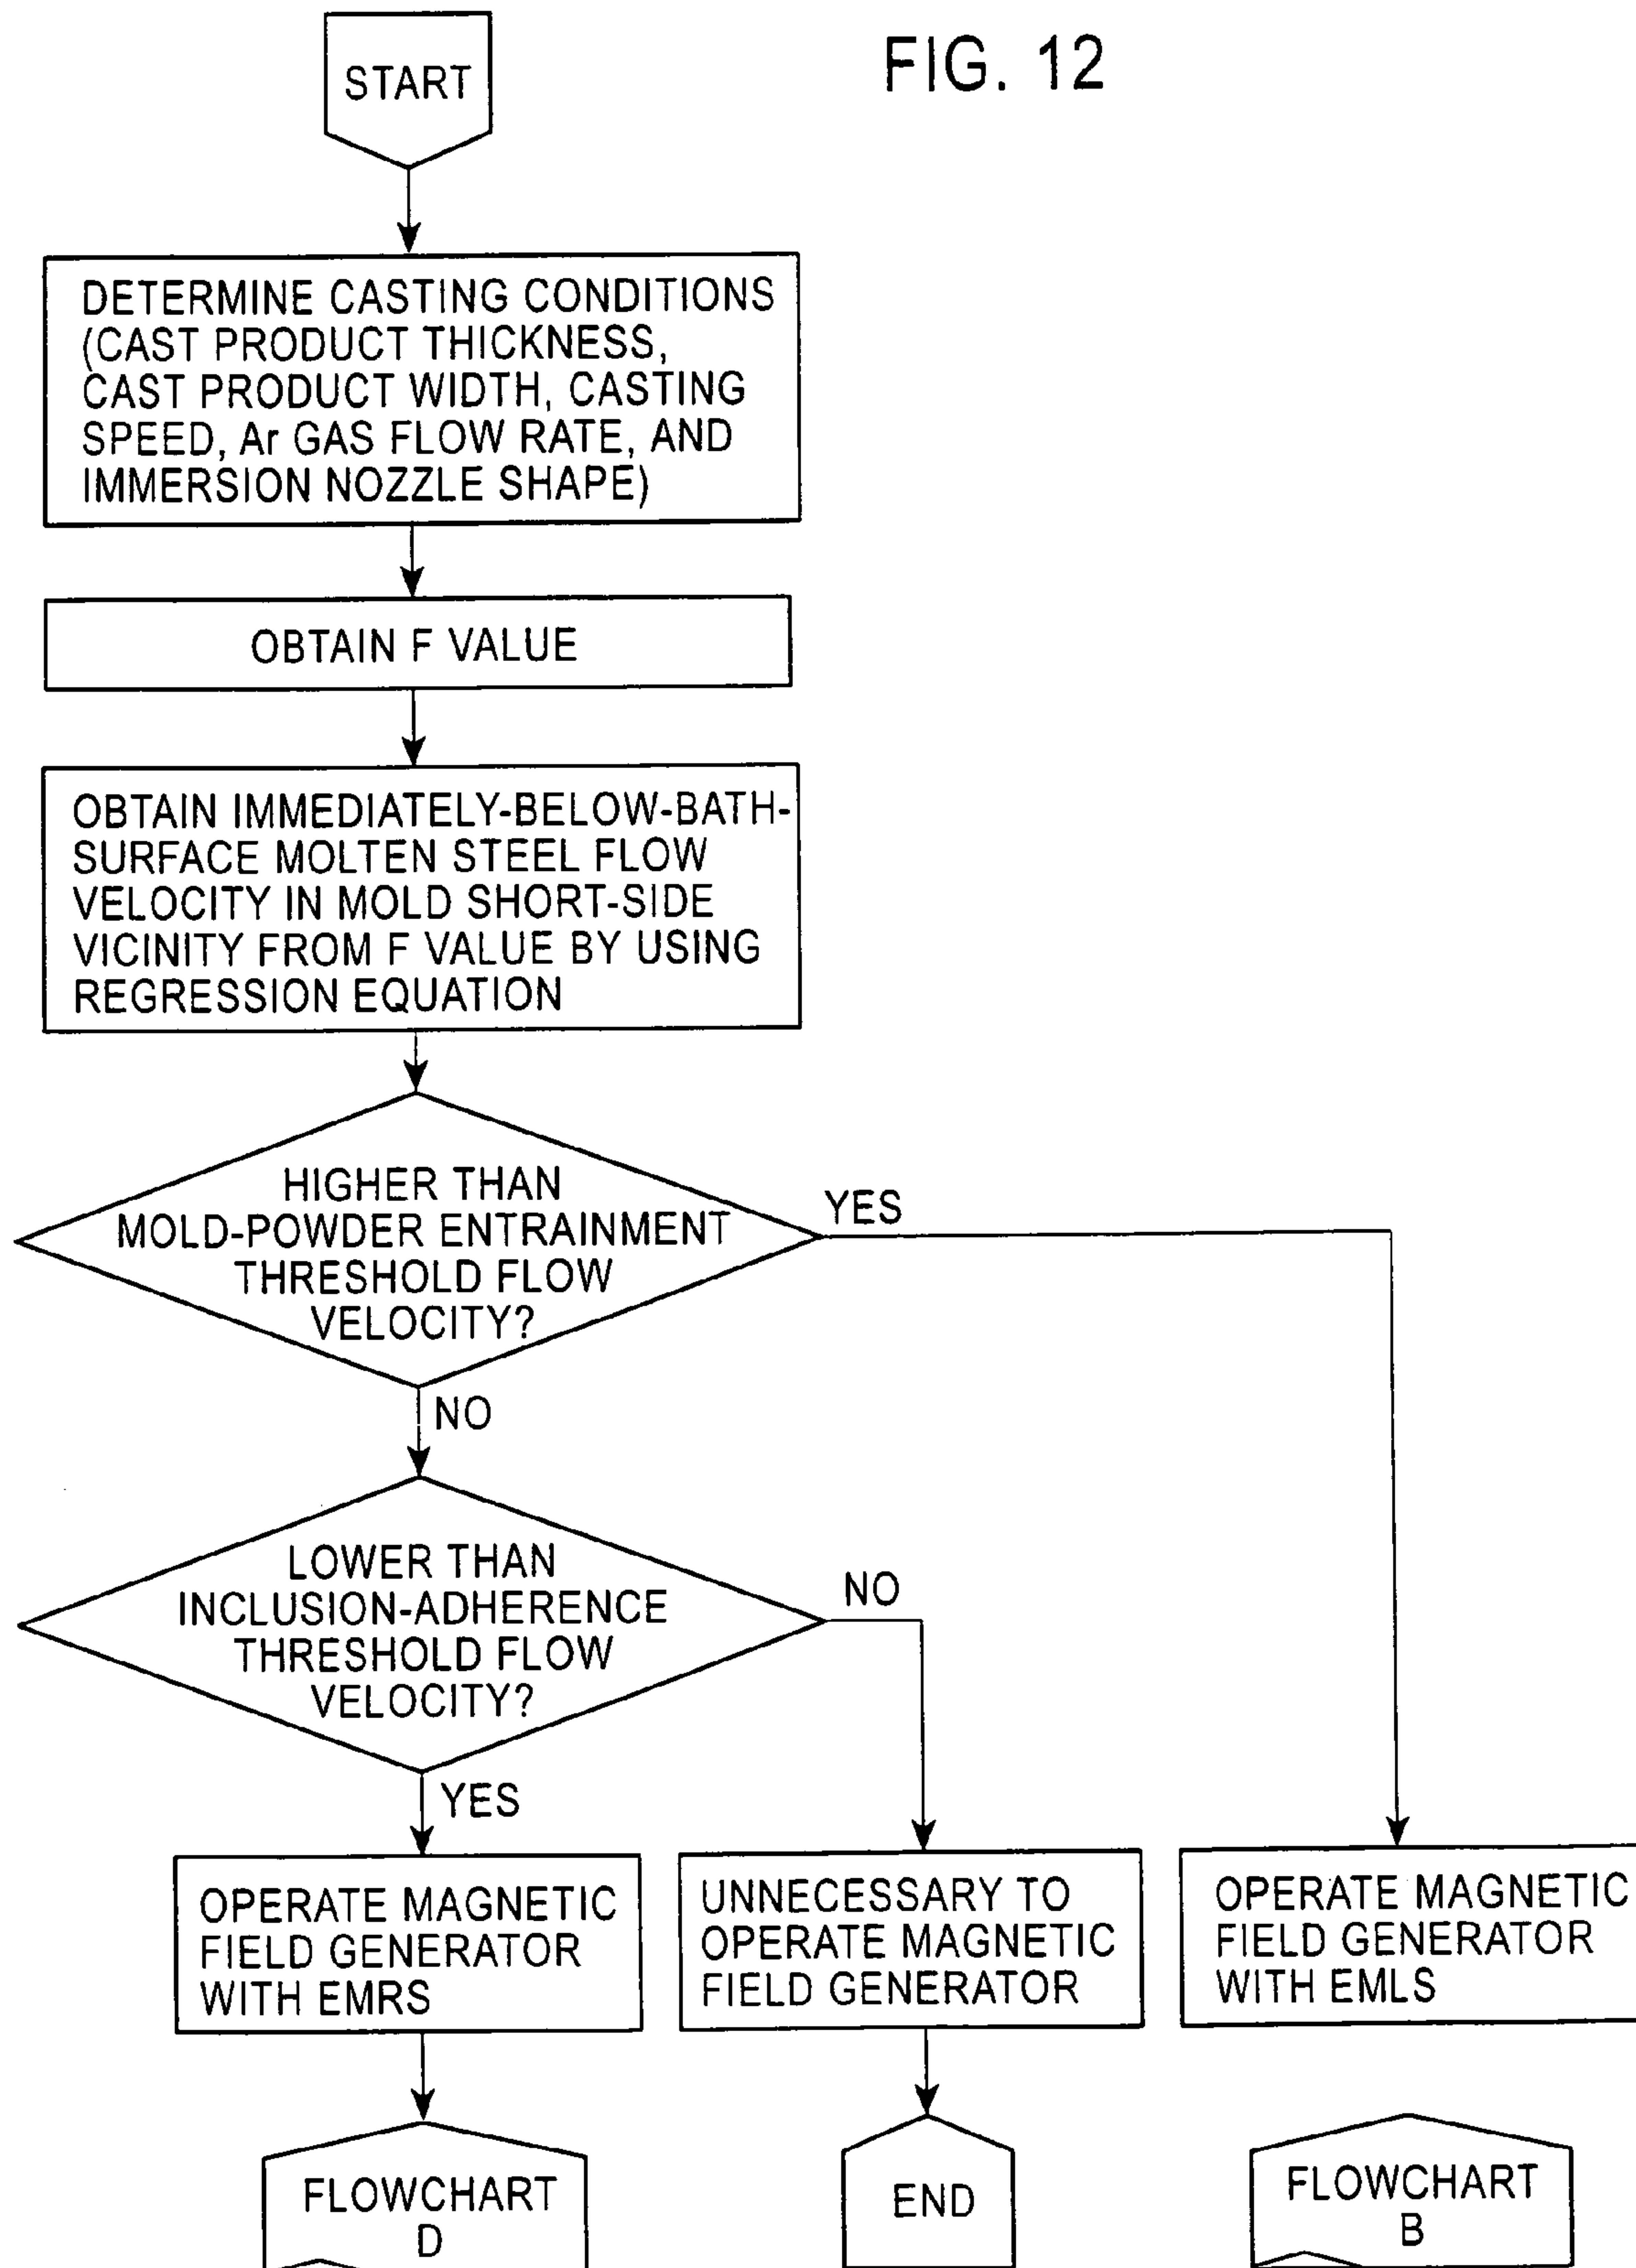 FIG. 12
START
DETERMINE CASTING CONDITIONS
(CAST PRODUCT THICKNESS,
CAST PRODUCT WIDTH, CASTING
SPEED, Ar GAS FLOW RATE, AND
IMMERSION NOZZLE SHAPE)
OBTAIN F VALUE
OBTAIN IMMEDIATELY-BELOW-BATH-
SURFACE MOLTEN STEEL FLOW
VELOCITY IN MOLD SHORT-SIDE
VICINITY FROM F VALUE BY USING
REGRESSION EQUATION
HIGHER THAN
MOLD-POWDER ENTRAINMENT
THRESHOLD FLOW
VELOCITY?
YES
NO
LOWER THAN
INCLUSION-ADHERENCE
THRESHOLD FLOW
VELOCITY?
NO
YES
OPERATE MAGNETIC
FIELD GENERATOR
WITH EMRS
UNNECESSARY TO
OPERATE MAGNETIC
FIELD GENERATOR
OPERATE MAGNETIC
FIELD GENERATOR
WITH EMLS
FLOWCHART
D
END
FLOWCHART
B